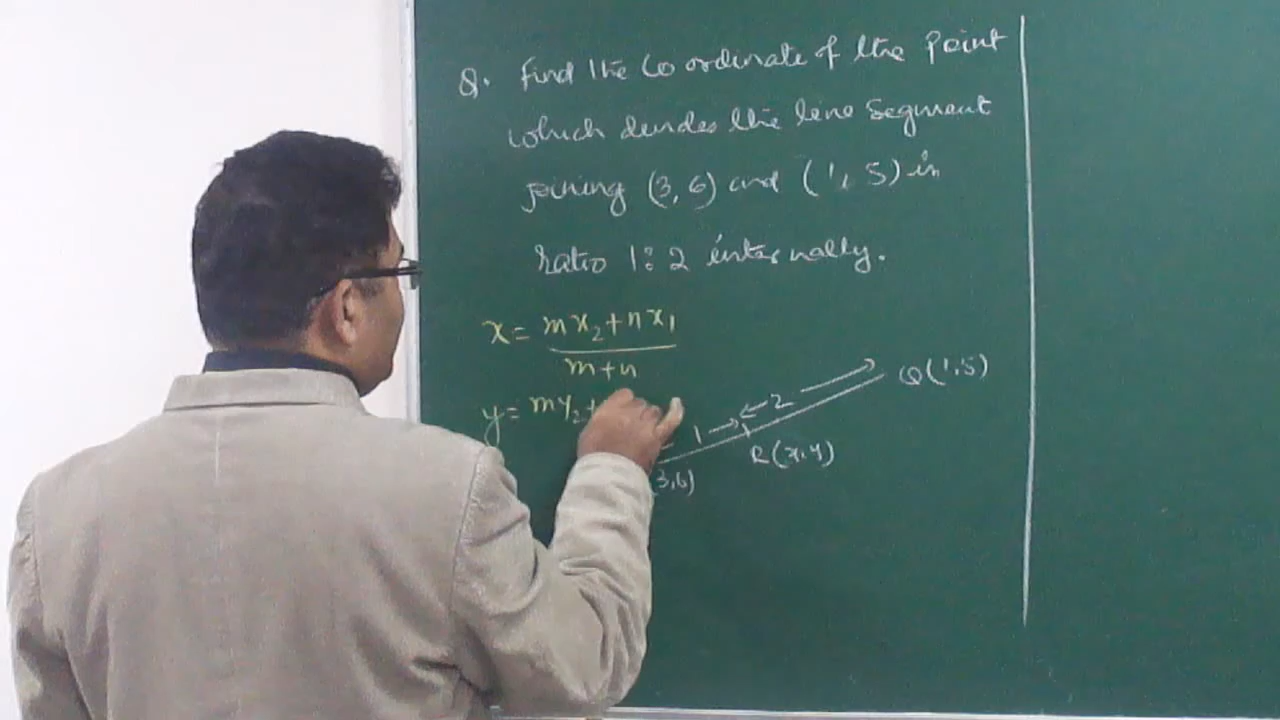 Q. Find the Co ordinate of the Point
which divides the line segment
joining (3, 6) and (1, 5) in
ratio 1:2 internally.
x = mx₂+nx₁
m+n
y = my₂+
Q(1,5)
2
1
R(x,y)
(3,6)